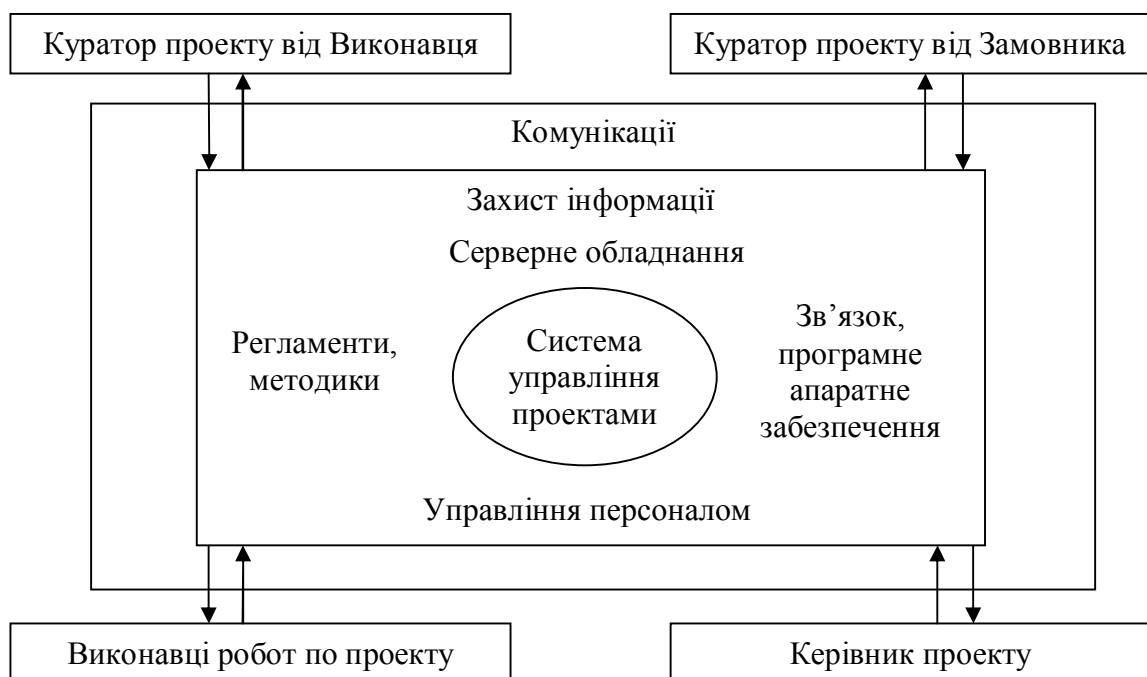 Куратор проекту від Виконавця
Куратор проекту від Замовника
Комунікації
Захист інформації
Серверне обладнання
Регламенти,
методики
Система
управління
проектами
Зв’язок,
програмне
апаратне
забезпечення
Управління персоналом
Виконавці робот по проекту
Керівник проекту